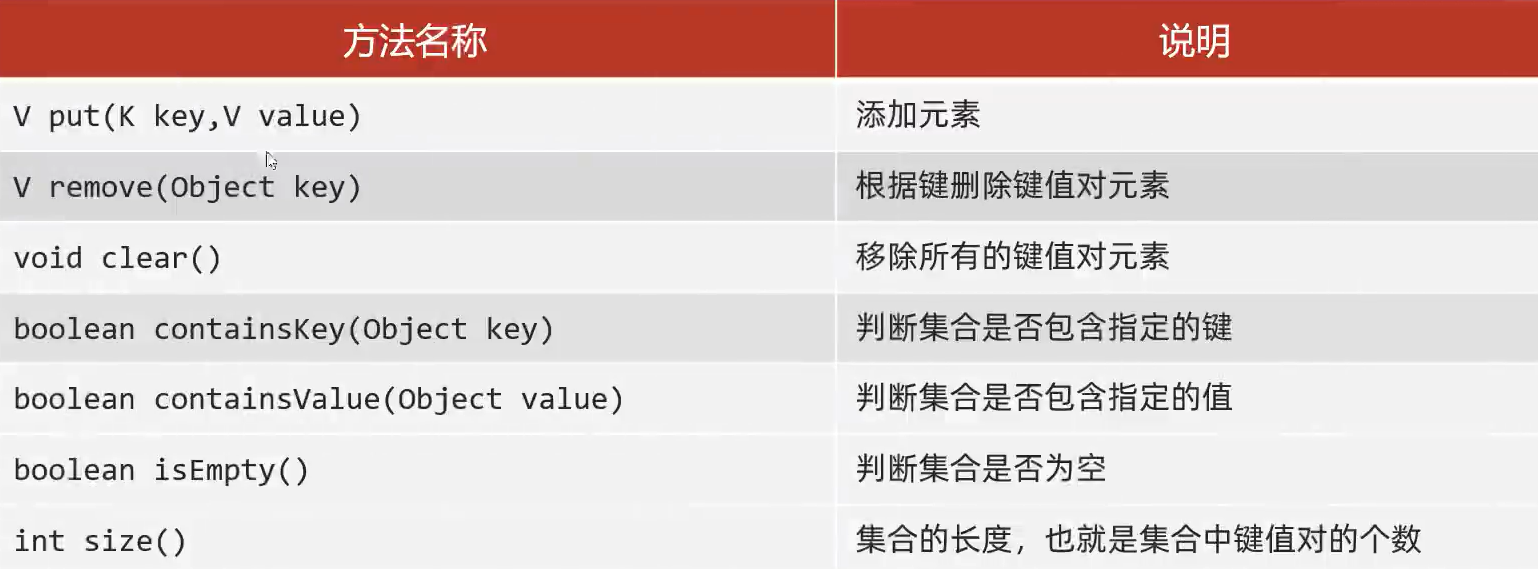 方法名称 说明
V put(K key,V value) 添加元素
V remove(Object key) 根据键删除键值对元素
void clear() 移除所有的键值对元素
boolean containsKey(Object key) 判断集合是否包含指定的键
boolean containsValue(Object value) 判断集合是否包含指定的值
boolean isEmpty() 判断集合是否为空
int size() 集合的长度，也就是集合中键值对的个数